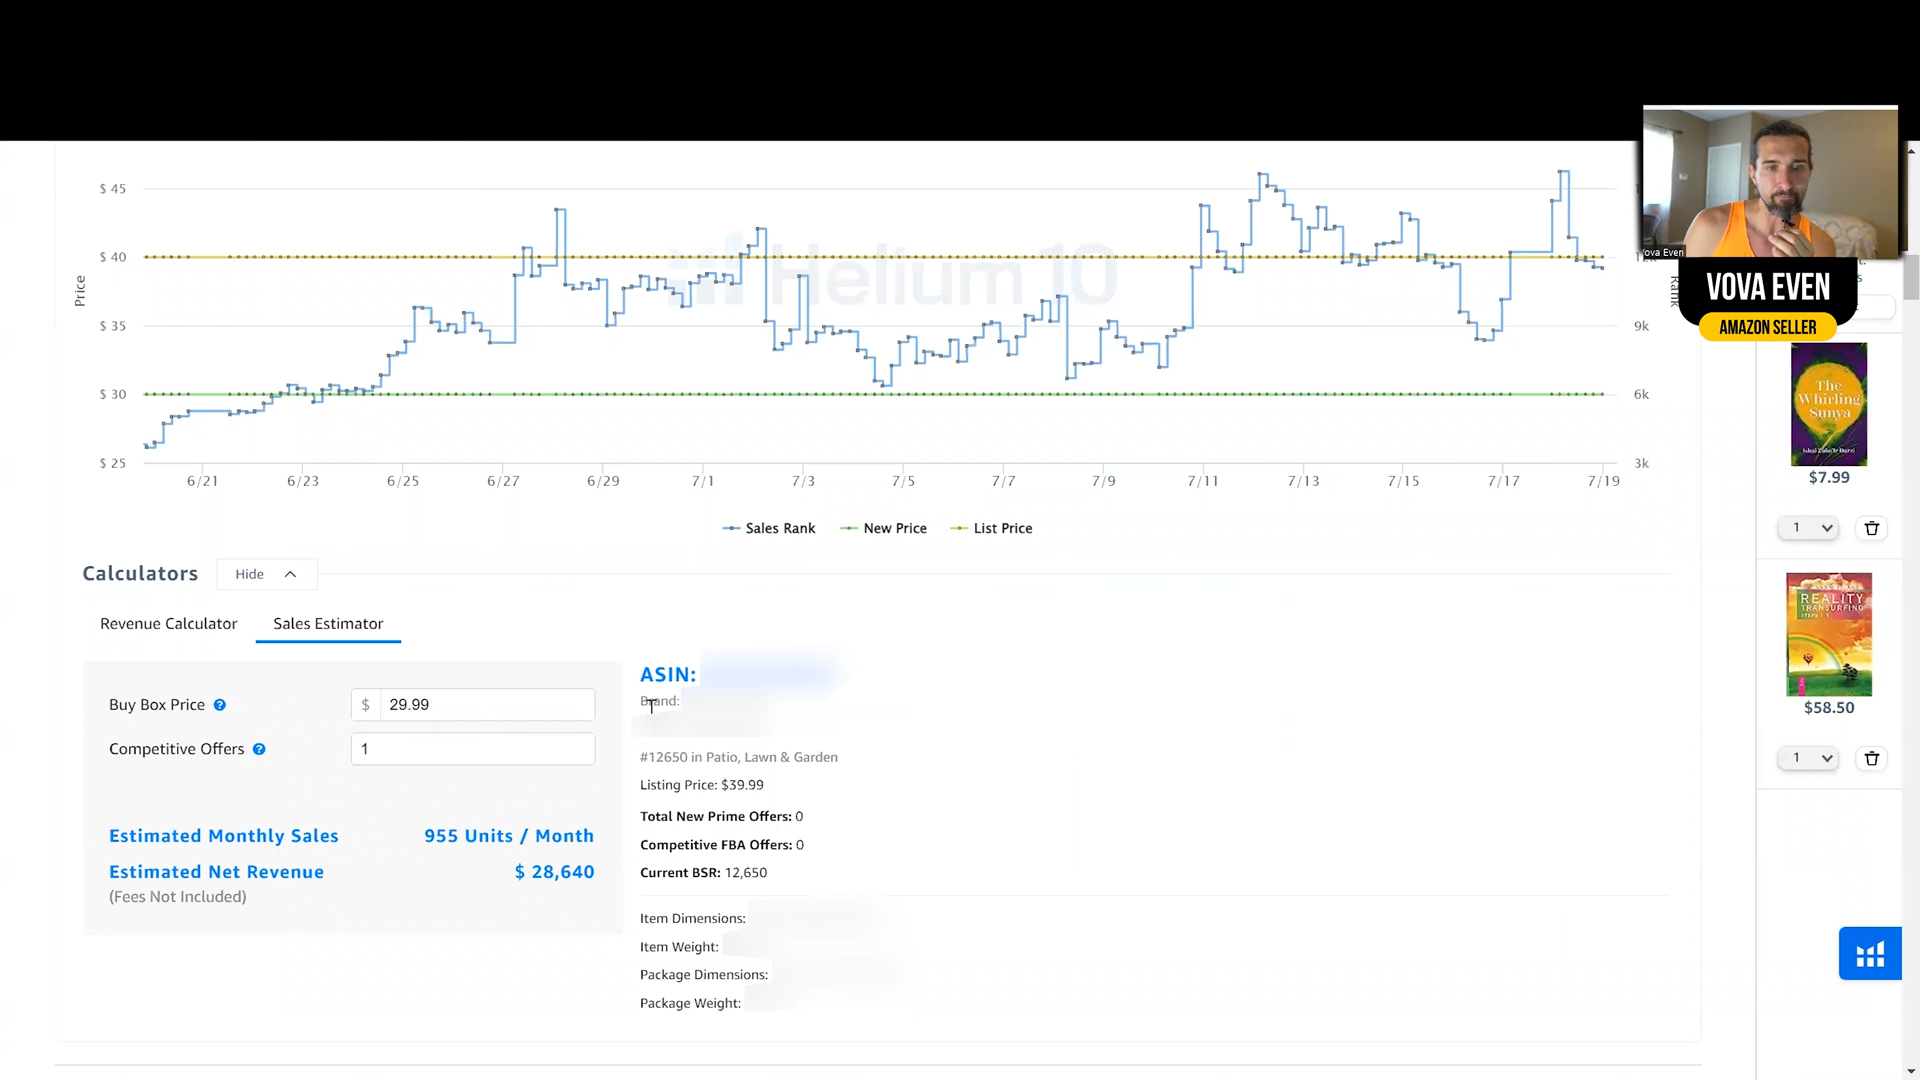 $ 45
$ 40
$ 35
$ 30
$ 25
Price
Helium 10
9k
6k
3k
Rank
6/21 6/23 6/25 6/27 6/29 7/1 7/3 7/5 7/7 7/9 7/11 7/13 7/15 7/17 7/19
Sales Rank New Price List Price
Calculators Hide
Revenue Calculator Sales Estimator
Buy Box Price ? $ 29.99
Competitive Offers ? 1
Estimated Monthly Sales 955 Units / Month
Estimated Net Revenue $ 28,640
(Fees Not Included)
ASIN:
Brand:
#12650 in Patio, Lawn & Garden
Listing Price: $39.99
Total New Prime Offers: 0
Competitive FBA Offers: 0
Current BSR: 12,650
Item Dimensions:
Item Weight:
Package Dimensions:
Package Weight:
Vova Even
VOVA EVEN
AMAZON SELLER
The
Whirling
Sunya
$7.99
1
REALITY
TRANSURFING
$58.50
1